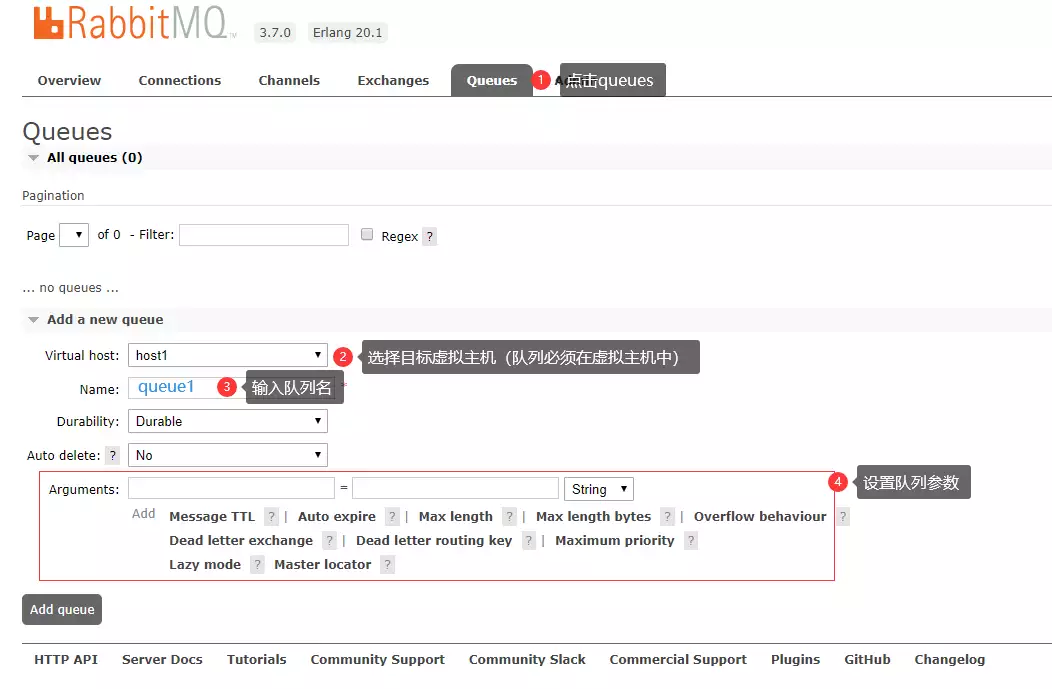 RabbitMQ TM 3.7.0 Erlang 20.1
Overview Connections Channels Exchanges Queues 1 点击queues
Queues
All queues (0)
Pagination
Page of 0 - Filter: Regex ?
... no queues ...
Add a new queue
Virtual host: host1 2 选择目标虚拟主机（队列必须在虚拟主机中）
Name: queue1 3 输入队列名 *
Durability: Durable
Auto delete: ? No
Arguments: = String 4 设置队列参数
Add Message TTL ? | Auto expire ? | Max length ? | Max length bytes ? | Overflow behaviour ?
Dead letter exchange ? | Dead letter routing key ? | Maximum priority ?
Lazy mode ? Master locator ?
Add queue
HTTP API Server Docs Tutorials Community Support Community Slack Commercial Support Plugins GitHub Changelog